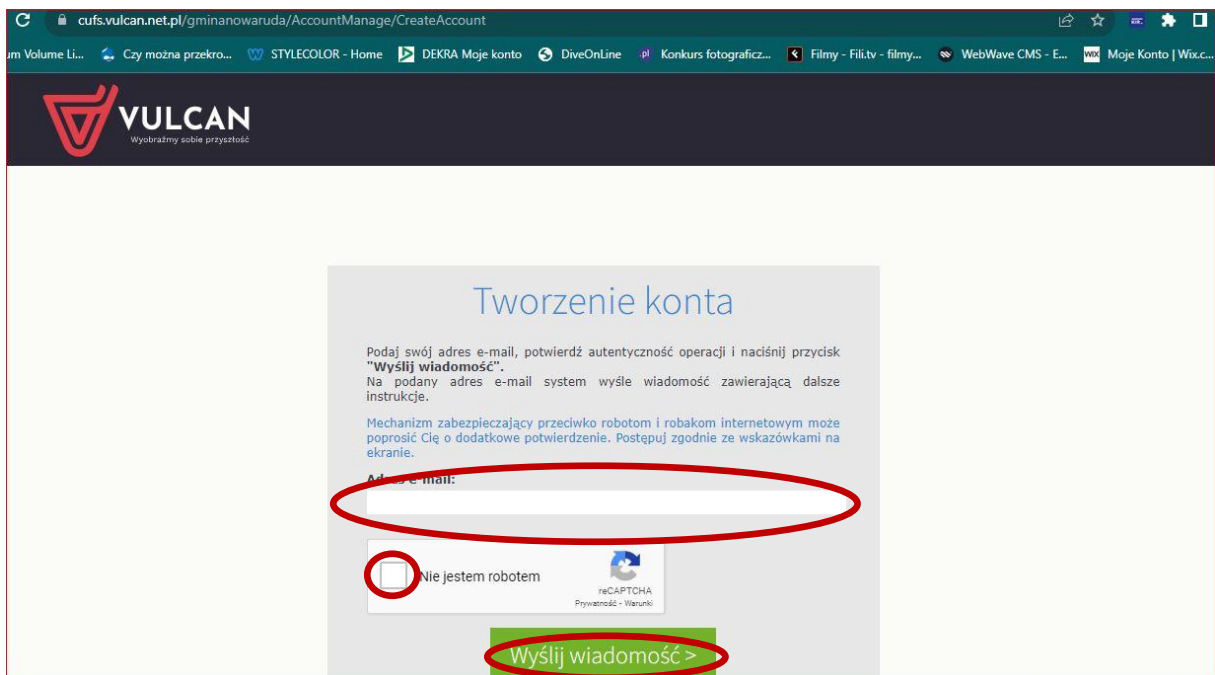 cufs.vulcan.net.pl/gminanowaruda/AccountManage/CreateAccount
um Volume Li... Czy można przekro... STYLECOLOR - Home DEKRA Moje konto DiveOnLine Konkurs fotograficz... Filmy - Fili.tv - filmy... WebWave CMS - E... Moje Konto | Wix.c...
VULCAN
Wyobraźmy sobie przyszłość
Tworzenie konta
Podaj swój adres e-mail, potwierdź autentyczność operacji i naciśnij przycisk
"Wyślij wiadomość".
Na podany adres e-mail system wyśle wiadomość zawierającą dalsze
instrukcje.
Mechanizm zabezpieczający przeciwko robotom i robakom internetowym może
poprosić Cię o dodatkowe potwierdzenie. Postępuj zgodnie ze wskazówkami na
ekranie.
Adres e-mail:
Nie jestem robotem
reCAPTCHA
Prywatność - Warunki
Wyślij wiadomość >